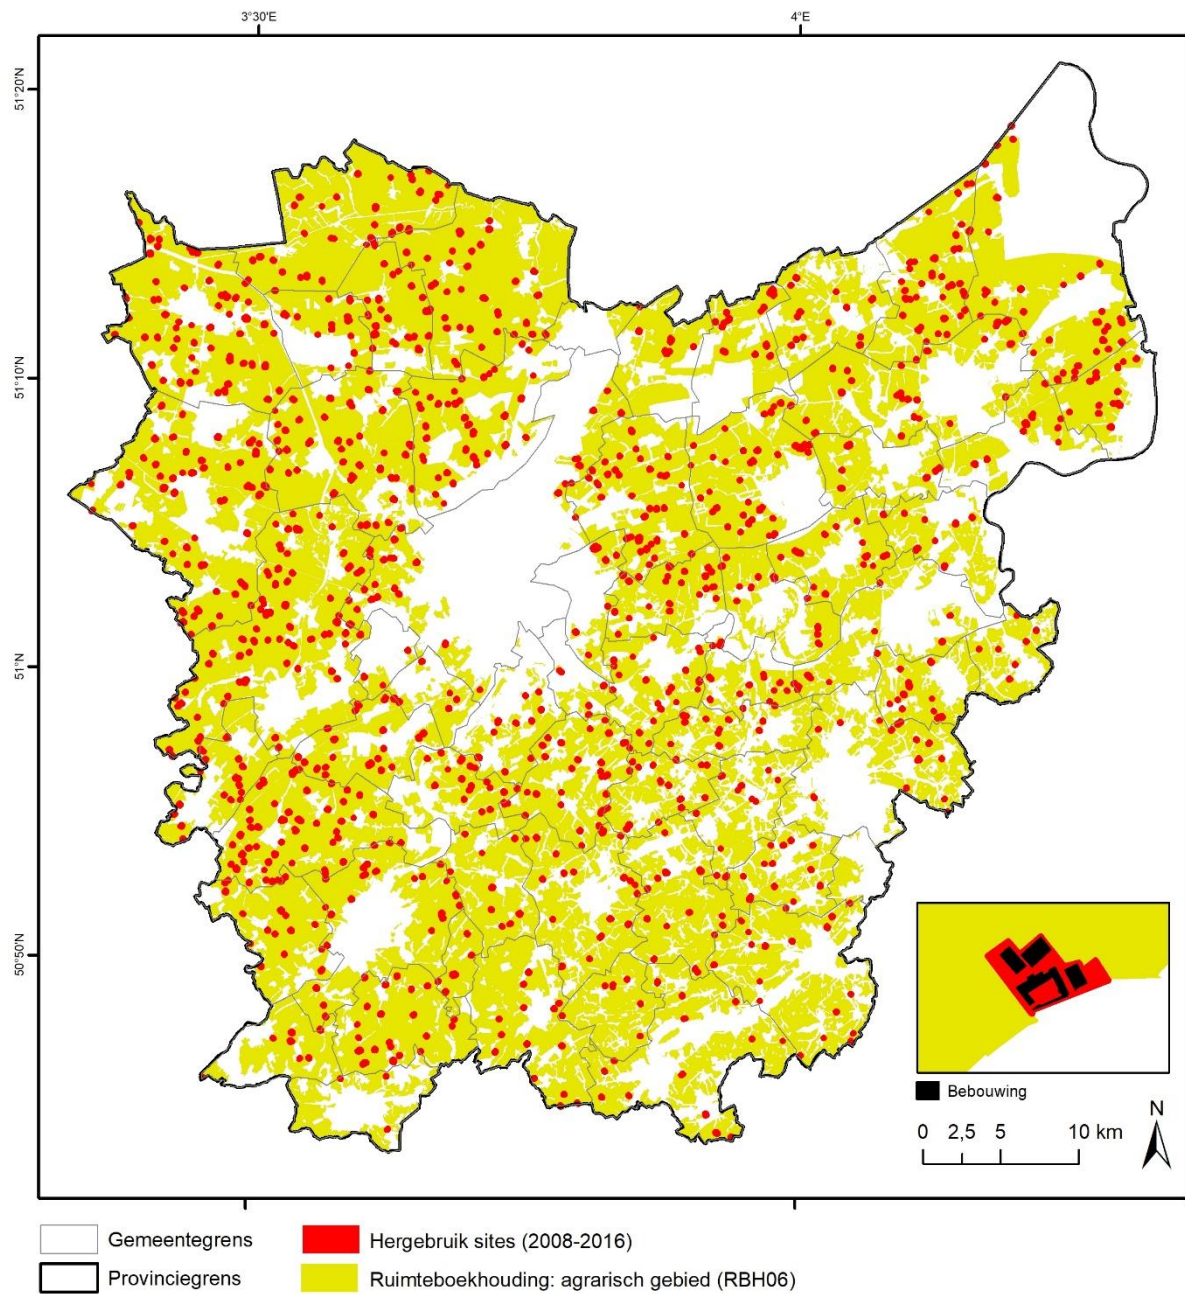 3°30'E 4°E
51°20'N
51°10'N
51°N
50°50'N
Bebouwing
N
0 2,5 5 10 km
Gemeentegrens Hergebruik sites (2008-2016)
Provinciegrens Ruimteboekhouding: agrarisch gebied (RBH06)